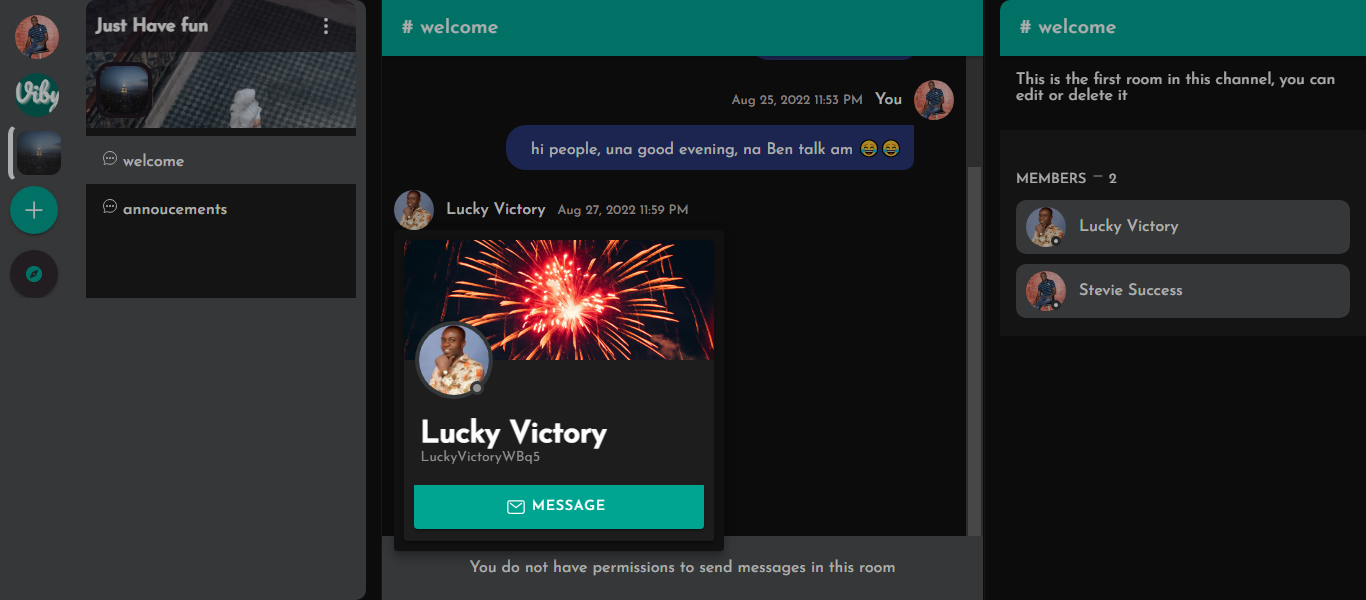 Just Have fun
Viby
welcome
annoucements
# welcome
Aug 25, 2022 11:53 PM You
hi people, una good evening, na Ben talk am 😂 😂
Lucky Victory Aug 27, 2022 11:59 PM
Lucky Victory
LuckyVictoryWBq5
MESSAGE
You do not have permissions to send messages in this room
# welcome
This is the first room in this channel, you can
edit or delete it
MEMBERS — 2
Lucky Victory
Stevie Success